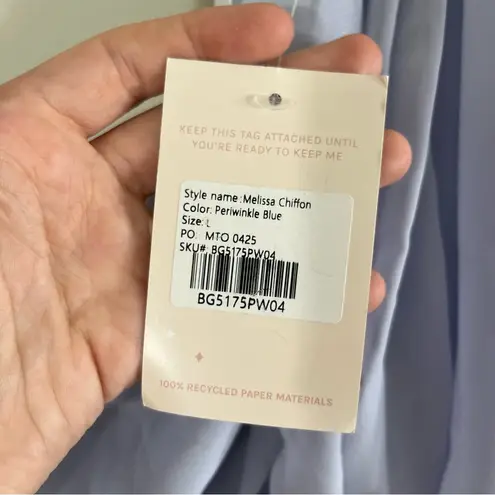 KEEP THIS TAG ATTACHED UNTIL
YOU'RE READY TO KEEP ME
Style name:Melissa Chiffon
Color: Periwinkle Blue
Size: L
PO: MTO 0425
SKU# BG5175PW04
BG5175PW04
100% RECYCLED PAPER MATERIALS